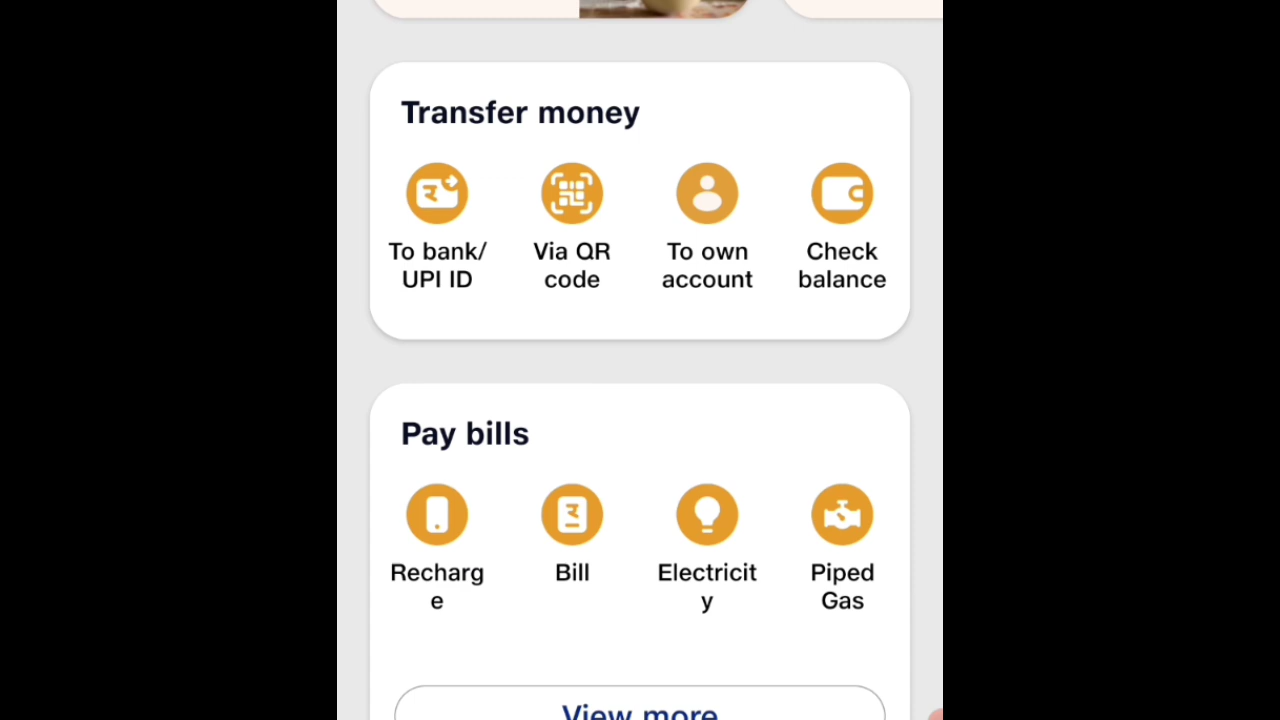 Transfer money
To bank/
UPI ID
Via QR
code
To own
account
Check
balance
Pay bills
Recharg
e
Bill
Electricit
y
Piped
Gas
View more